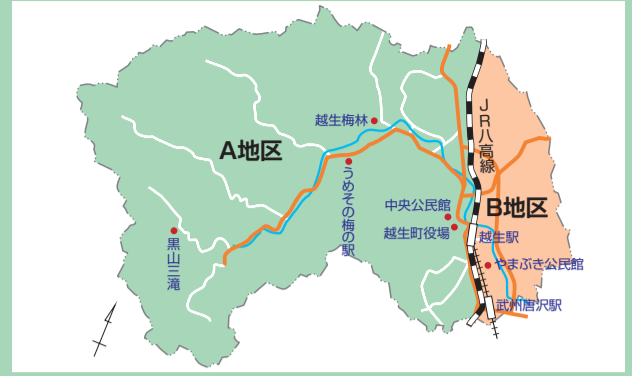 越生梅林
JR八高線
A地区
うめその梅の駅
中央公民館
B地区
越生町役場
越生駅
黒山三滝
やまぶき公民館
武州唐沢駅